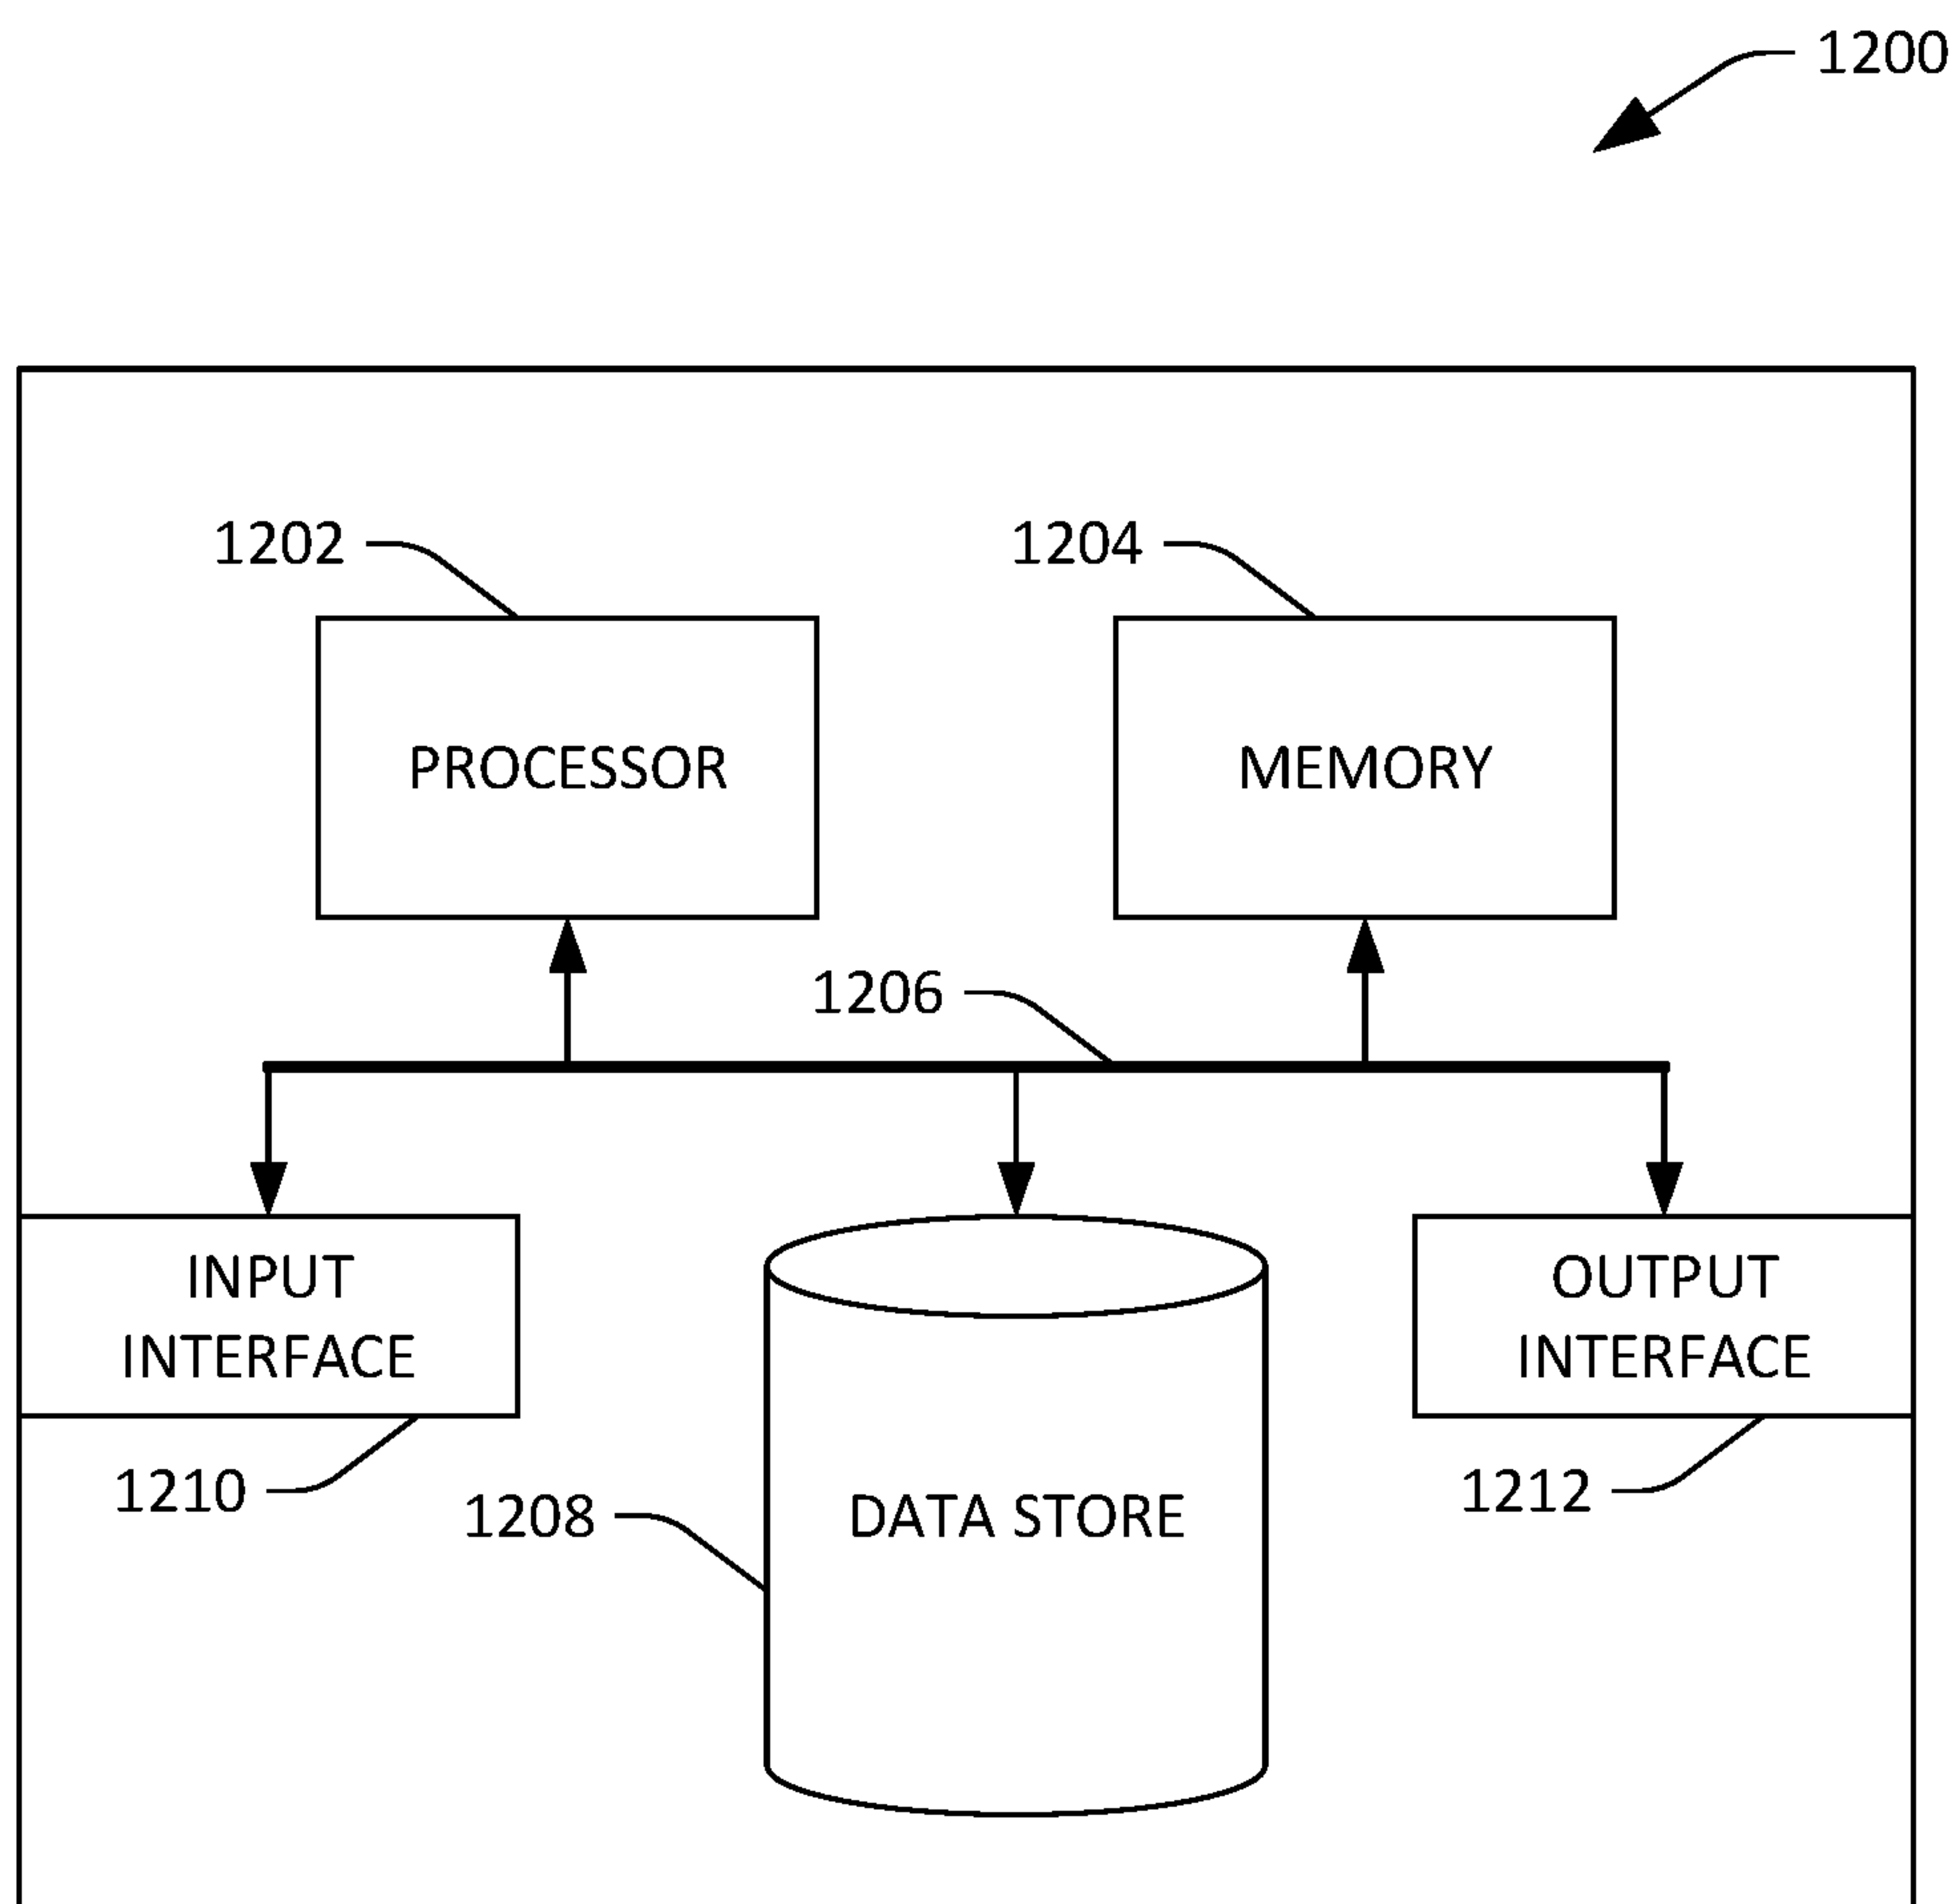 1200
1202
1204
PROCESSOR
MEMORY
1206
INPUT
INTERFACE
OUTPUT
INTERFACE
1210
1208
DATA STORE
1212